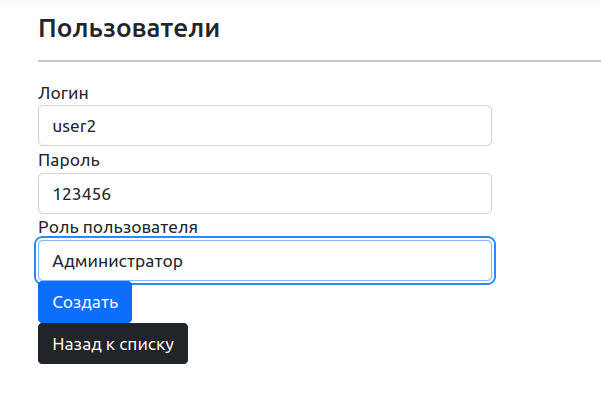 Пользователи
Логин
user2
Пароль
123456
Роль пользователя
Администратор
Создать
Назад к списку